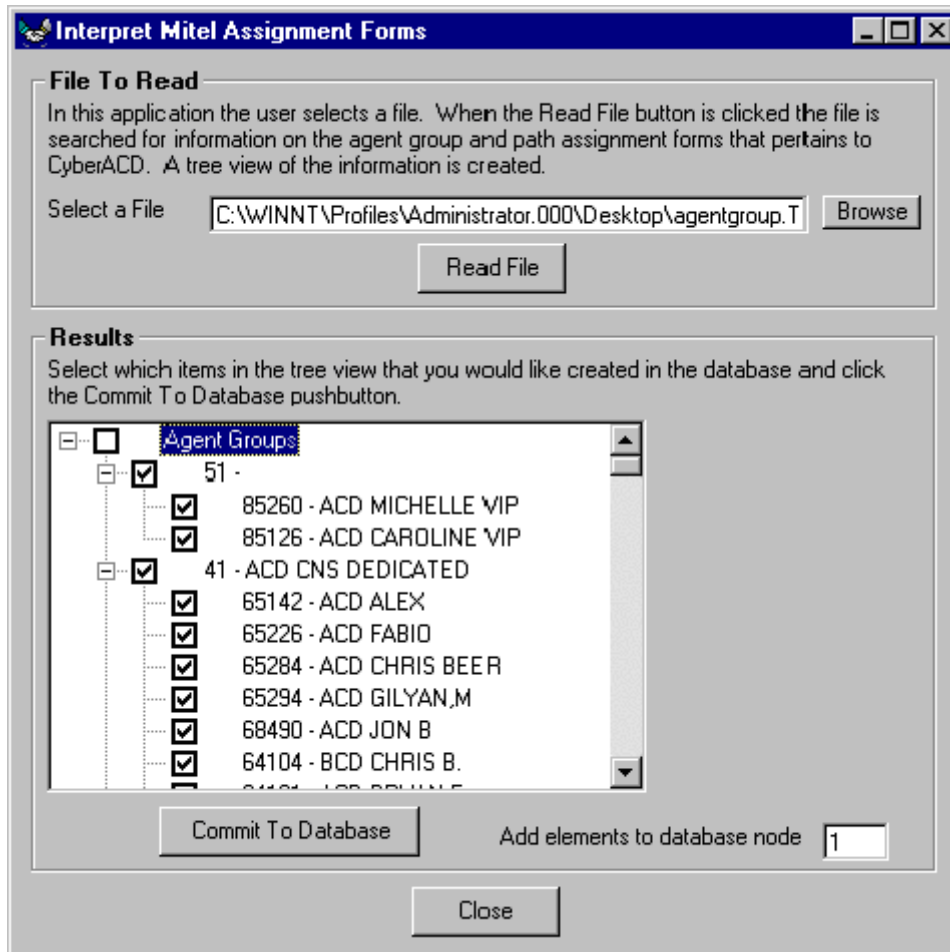 Interpret Mitel Assignment Forms
File To Read
In this application the user selects a file. When the Read File button is clicked the file is
searched for information on the agent group and path assignment forms that pertains to
CyberACD. A tree view of the information is created.
Select a File C:\WINNT\Profiles\Administrator.000\Desktop\agentgroup.T Browse
Read File
Results
Select which items in the tree view that you would like created in the database and click
the Commit To Database pushbutton.
Agent Groups
51 -
85260 - ACD MICHELLE VIP
85126 - ACD CAROLINE VIP
41 - ACD CNS DEDICATED
65142 - ACD ALEX
65226 - ACD FABIO
65284 - ACD CHRIS BEER
65294 - ACD GILYAN,M
68490 - ACD JON B
64104 - BCD CHRIS B.
Commit To Database Add elements to database node 1
Close